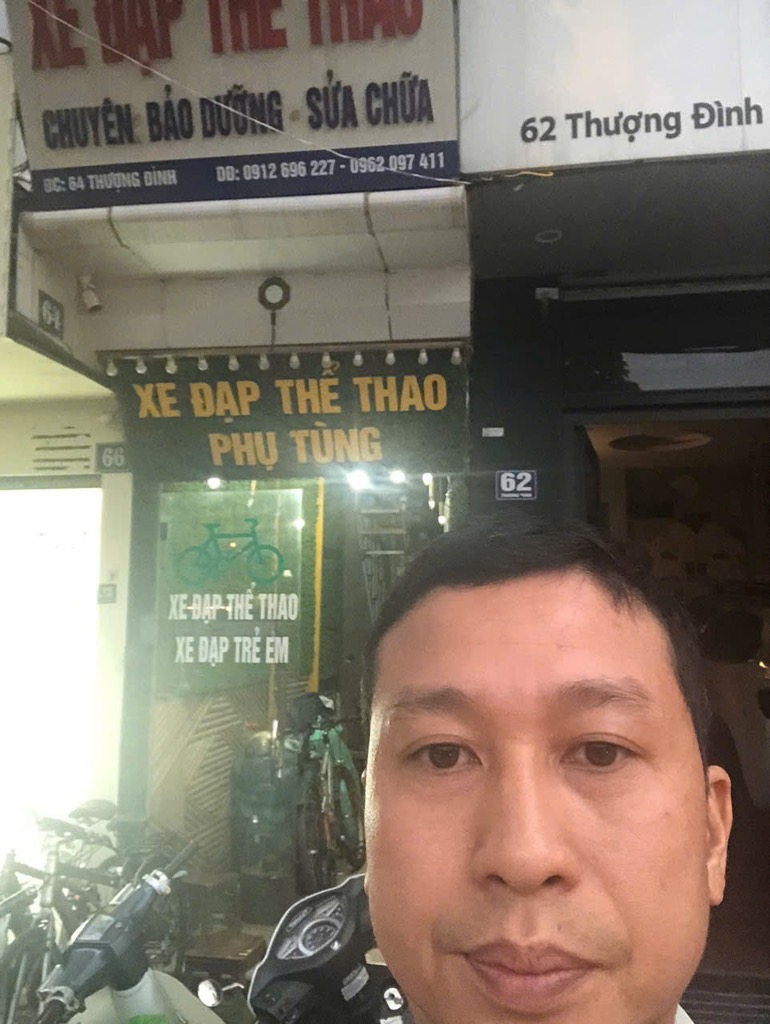 XE ĐẠP THỂ THAO
CHUYÊN: BẢO DƯỠNG - SỬA CHỮA
ĐC: 64 THƯỢNG ĐÌNH ĐĐ: 0912 696 227 - 0962 097 411
62 Thượng Đình
64
XE ĐẠP THỂ THAO
PHỤ TÙNG
66
62
XE ĐẠP THỂ THAO
XE ĐẠP TRẺ EM